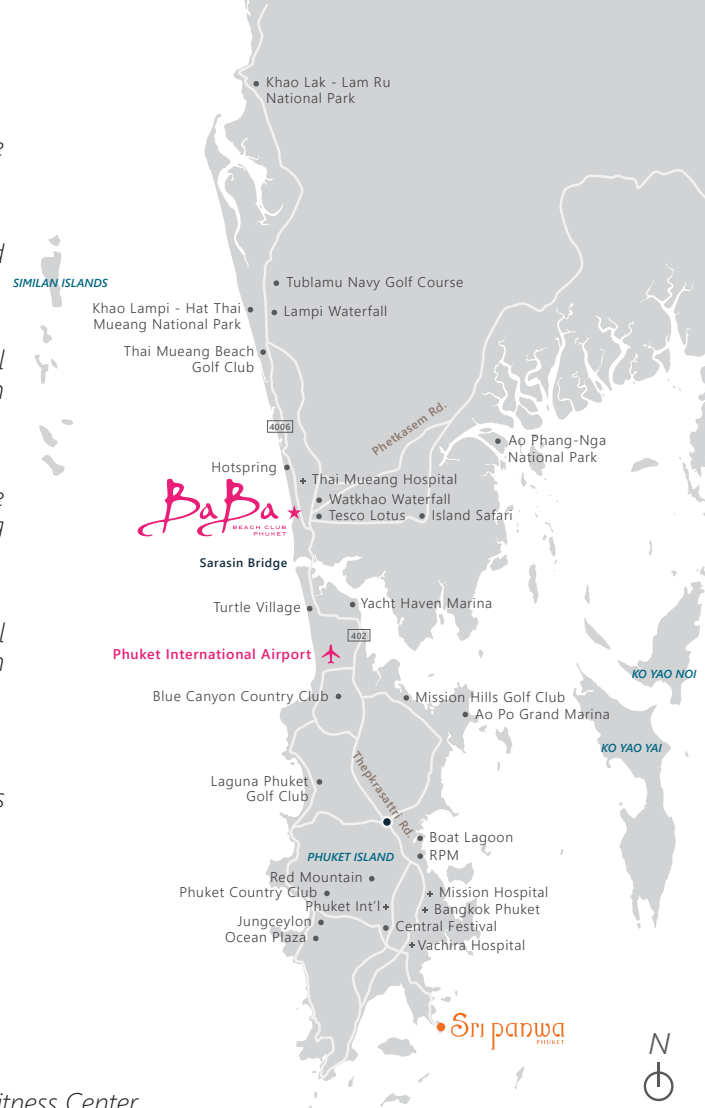 Khao Lak - Lam Ru
National Park
SIMILAN ISLANDS
Tublamu Navy Golf Course
Khao Lampi - Hat Thai
Mueang National Park
Lampi Waterfall
Thai Mueang Beach
Golf Club
4006
Phetkasem Rd.
Ao Phang-Nga
National Park
Hotspring
Thai Mueang Hospital
Watkhao Waterfall
Tesco Lotus
Island Safari
BaBa
BEACH CLUB
PHUKET
Sarasin Bridge
Turtle Village
Yacht Haven Marina
402
Phuket International Airport
KO YAO NOI
Blue Canyon Country Club
Mission Hills Golf Club
Ao Po Grand Marina
KO YAO YAI
Laguna Phuket
Golf Club
Thepkrasattri Rd.
Boat Lagoon
RPM
PHUKET ISLAND
Red Mountain
Phuket Country Club
Mission Hospital
Phuket Int'l
Bangkok Phuket
Jungceylon
Central Festival
Ocean Plaza
Vachira Hospital
Sri panwa
PHUKET
N
itness Center